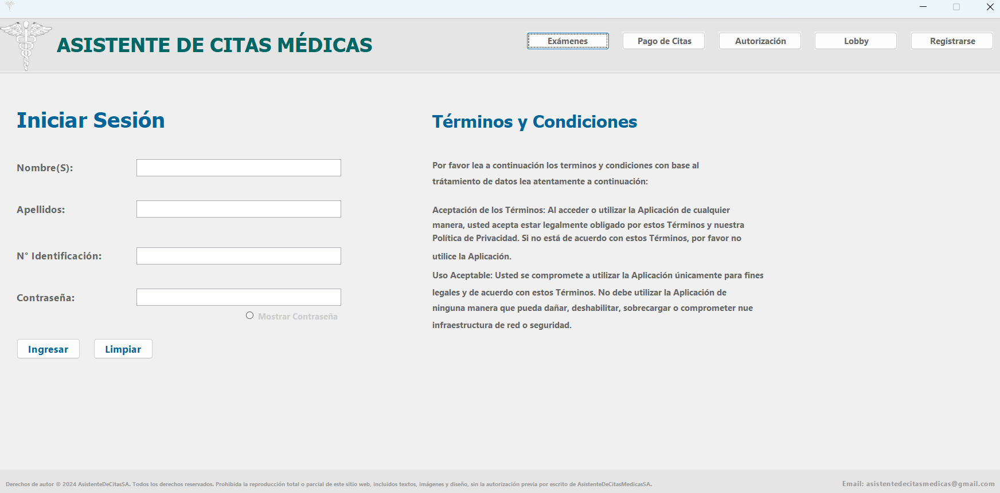 ASISTENTE DE CITAS MÉDICAS
Exámenes
Pago de Citas
Autorización
Lobby
Registrarse
Iniciar Sesión
Nombre(S):
Apellidos:
N° Identificación:
Contraseña:
Mostrar Contraseña
Ingresar
Limpiar
Términos y Condiciones
Por favor lea a continuación los terminos y condiciones con base al
trátamiento de datos lea atentamente a continuación:
Aceptación de los Términos: Al acceder o utilizar la Aplicación de cualquier
manera, usted acepta estar legalmente obligado por estos Términos y nuestra
Política de Privacidad. Si no está de acuerdo con estos Términos, por favor no
utilice la Aplicación.
Uso Aceptable: Usted se compromete a utilizar la Aplicación únicamente para fines
legales y de acuerdo con estos Términos. No debe utilizar la Aplicación de
ninguna manera que pueda dañar, deshabilitar, sobrecargar o comprometer nue
infraestructura de red o seguridad.
Derechos de autor © 2024 AsistenteDeCitasSA. Todos los derechos reservados. Prohibida la reproducción total o parcial de este sitio web, incluidos textos, imágenes y diseño, sin la autorización previa por escrito de AsistenteDeCitasMedicasSA.
Email: asistentedecitasmedicas@gmail.com